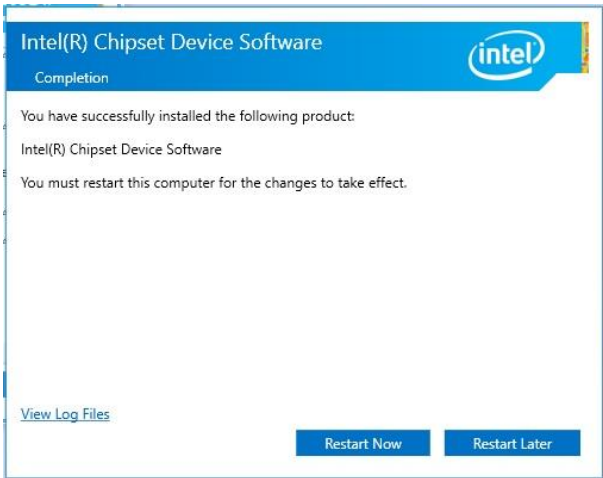 Intel(R) Chipset Device Software
intel
Completion
You have successfully installed the following product:
Intel(R) Chipset Device Software
You must restart this computer for the changes to take effect.
View Log Files
Restart Now
Restart Later